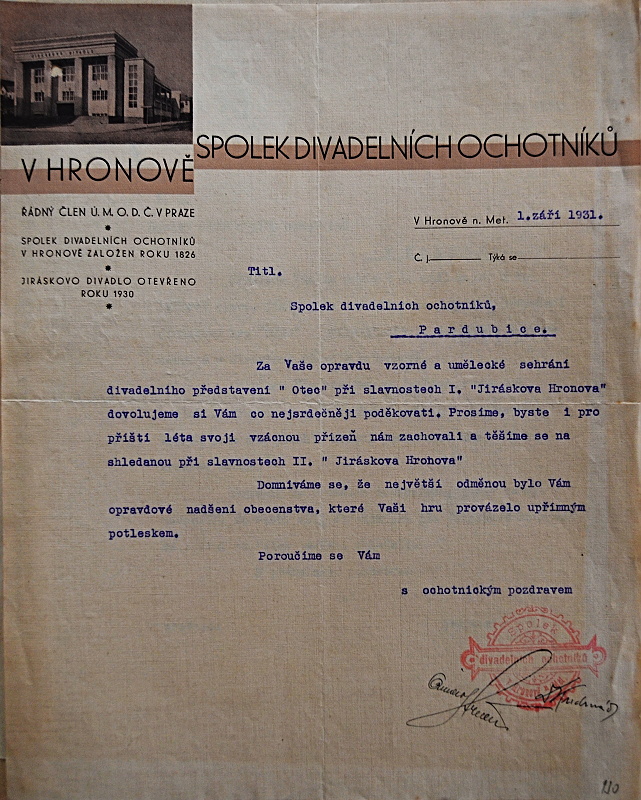 SPOLEK DIVADELNÍCH OCHOTNÍKŮ
V HRONOVĚ
ŘÁDNÝ ČLEN Ú. M. O. D. Č. V PRAZE
*
SPOLEK DIVADELNÍCH OCHOTNÍKŮ
V HRONOVĚ ZALOŽEN ROKU 1826
*
JIRÁSKOVO DIVADLO OTEVŘENO
ROKU 1930
*
V Hronově n. Met. 1.září 1931.
Č. j. Týká se
Titl.
Spolek divadelních ochotníků,
Pardubice.
Za Vaše opravdu vzorné a umělecké sehrání
divadelního představení " Otec" při slavnostech I. "Jiráskova Hronova"
dovolujeme si Vám co nejsrdečněji poděkovati. Prosíme, byste i pro
příští léta svoji vzácnou přízeň nám zachovali a těšíme se na
shledanou při slavnostech II. " Jiráskova Hronova"
Domníváme se, že největší odměnou bylo Vám
opravdové nadšení obecenstva, které Vaši hru provázelo upřímným
potleskem.
Poroučíme se Vám
s ochotnickým pozdravem
Spolek
divadelních ochotníků